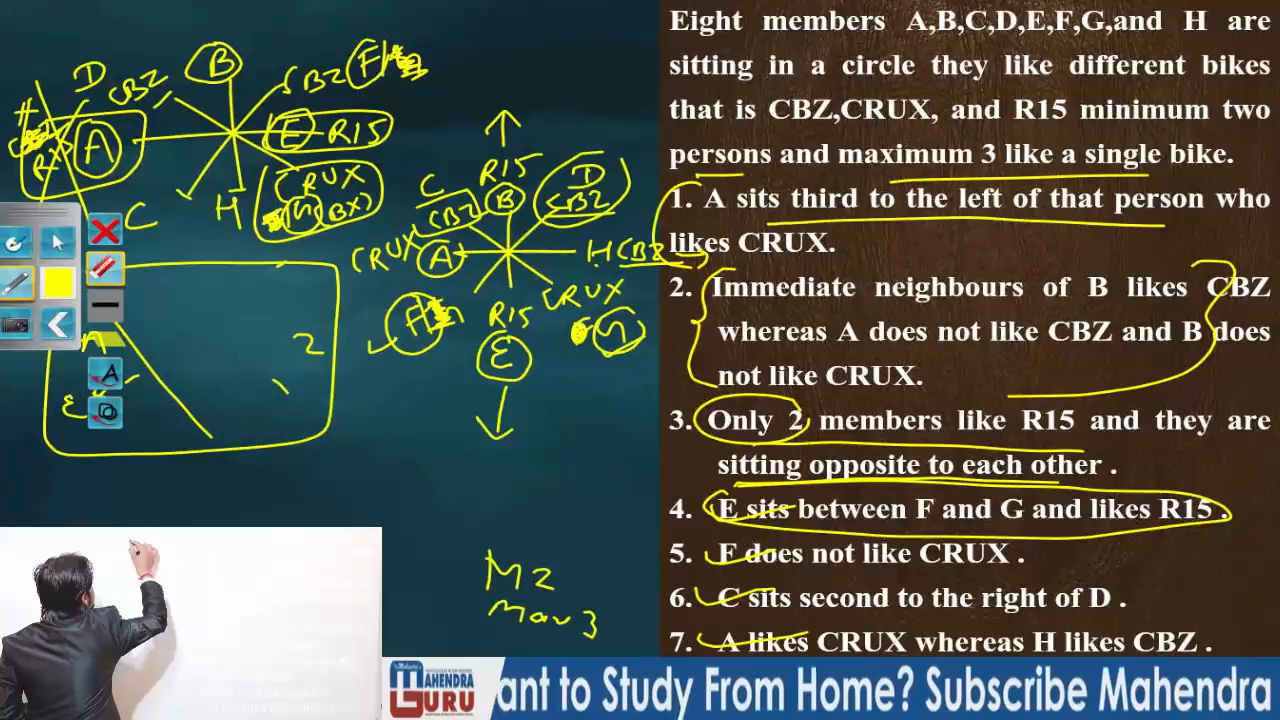 Eight members A,B,C,D,E,F,G,and H are
sitting in a circle they like different bikes
that is CBZ,CRUX, and R15 minimum two
persons and maximum 3 like a single bike.
1. A sits third to the left of that person who
likes CRUX.
2. Immediate neighbours of B likes CBZ
whereas A does not like CBZ and B does
not like CRUX.
3. Only 2 members like R15 and they are
sitting opposite to each other .
4. E sits between F and G and likes R15 .
5. F does not like CRUX .
6. C sits second to the right of D .
7. A likes CRUX whereas H likes CBZ .
D
CBZ
B
F
A
E R15
CRUX
H
C
2
R15
B
C
CBZ
D
CRUX
A
H CBZ
CRUX
R15
E
M2
Max 3
A
MAHENDRA
GURU
ant to Study From Home? Subscribe Mahendra